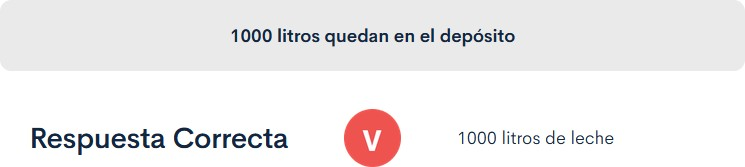 1000 litros quedan en el depósito
Respuesta Correcta V 1000 litros de leche